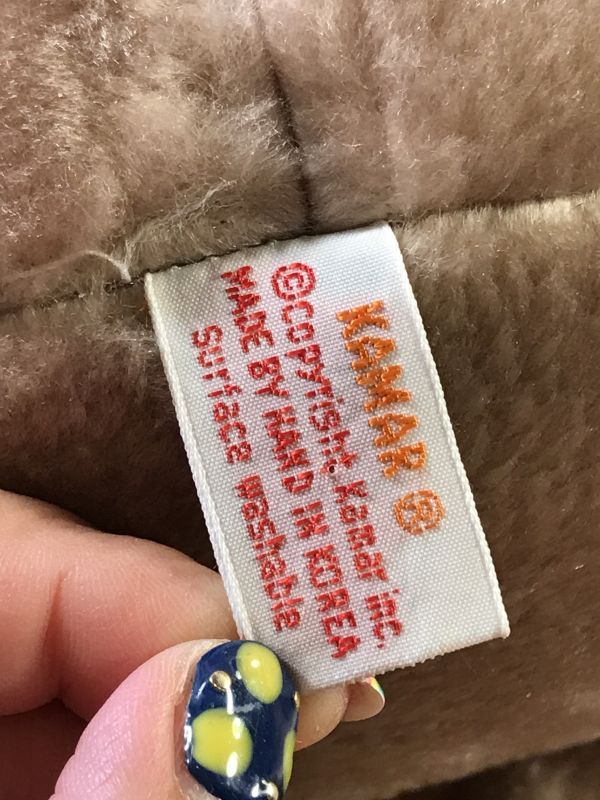 KAMAR ®
©copyright Kamar inc.
MADE BY HAND IN KOREA
Surface washable